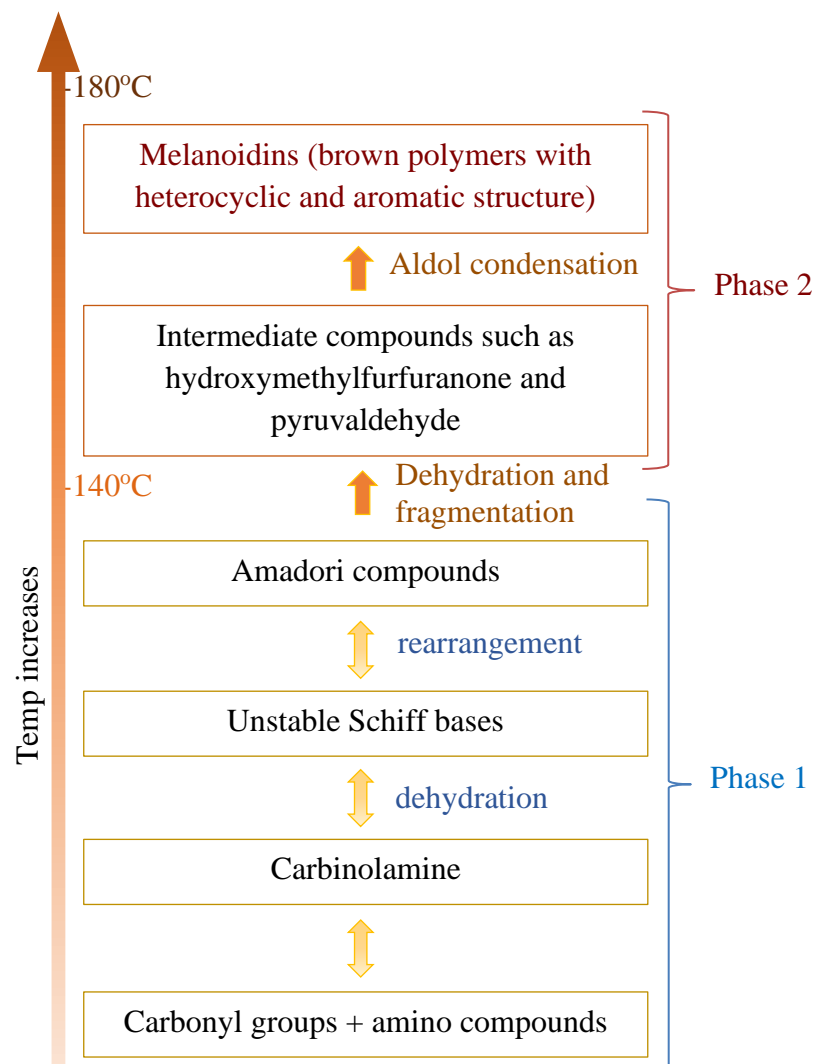 -180ºC
Melanoidins (brown polymers with
heterocyclic and aromatic structure)
Aldol condensation
Phase 2
Intermediate compounds such as
hydroxymethylfurfuranone and
pyruvaldehyde
-140ºC
Dehydration and
fragmentation
Amadori compounds
rearrangement
Temp increases
Unstable Schiff bases
Phase 1
dehydration
Carbinolamine
Carbonyl groups + amino compounds